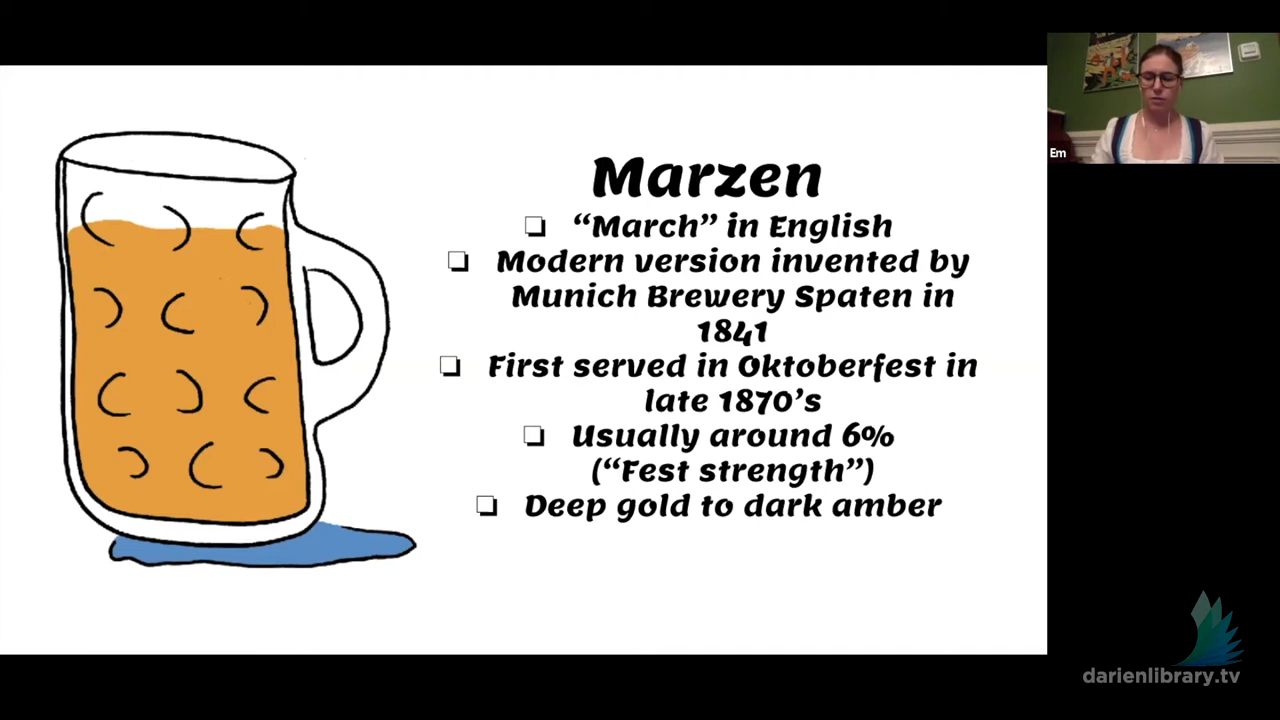 Marzen
❏ “March” in English
❏ Modern version invented by
Munich Brewery Spaten in
1841
❏ First served in Oktoberfest in
late 1870’s
❏ Usually around 6%
(“Fest strength”)
❏ Deep gold to dark amber
Em
darienlibrary.tv